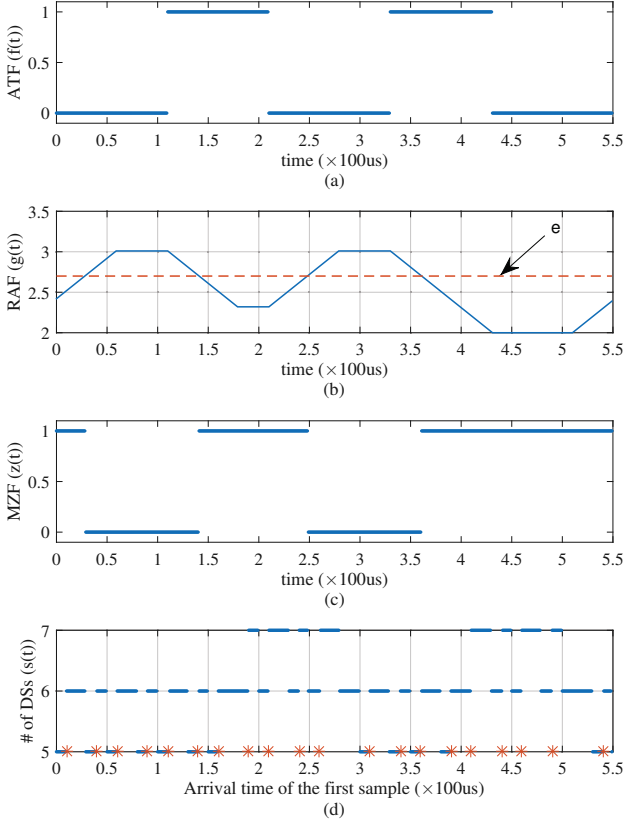 ATF (f(t))
1
0.5
0
0 0.5 1 1.5 2 2.5 3 3.5 4 4.5 5 5.5
time (×100us)
(a)
RAF (g(t))
3.5
3
2.5
2
e
0 0.5 1 1.5 2 2.5 3 3.5 4 4.5 5 5.5
time (×100us)
(b)
MZF (z(t))
1
0.5
0
0 0.5 1 1.5 2 2.5 3 3.5 4 4.5 5 5.5
time (×100us)
(c)
# of DSs (s(t))
7
6
5
0 0.5 1 1.5 2 2.5 3 3.5 4 4.5 5 5.5
Arrival time of the first sample (×100us)
(d)